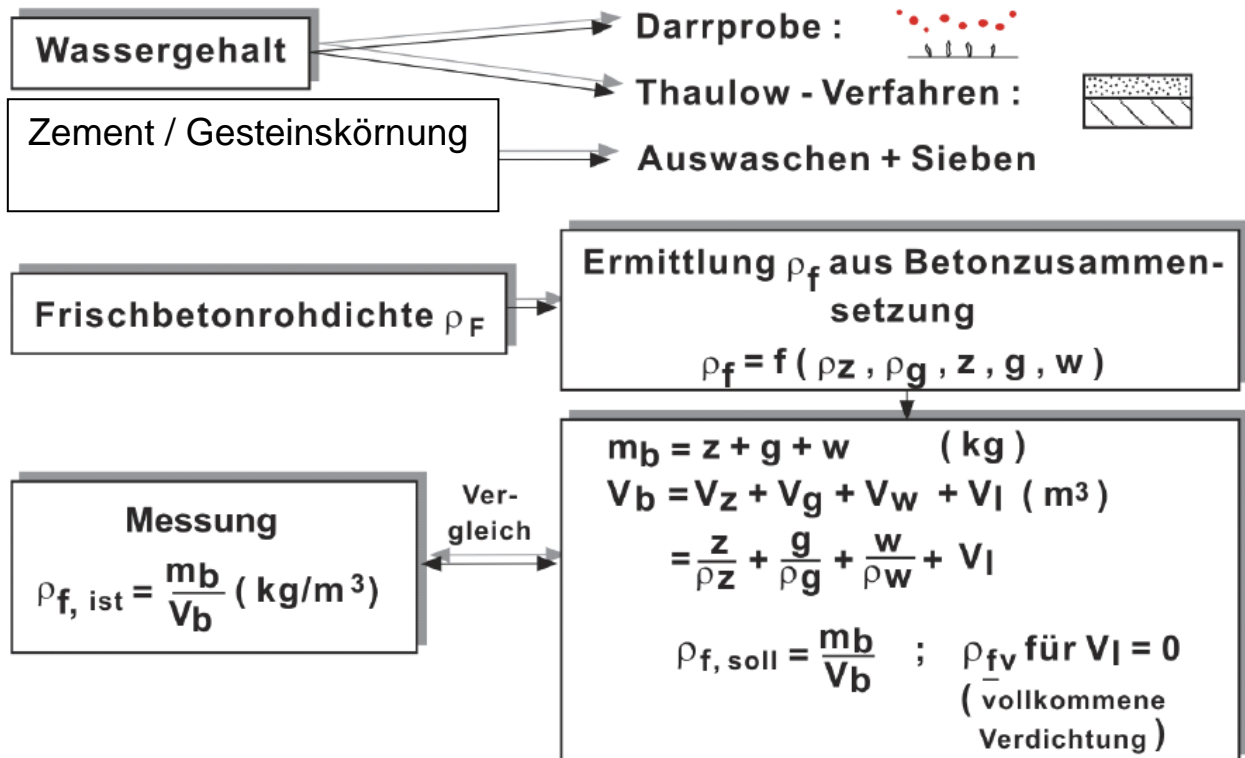 Wassergehalt
Darrprobe :
Thaulow - Verfahren :
Zement / Gesteinskörnung
Auswaschen + Sieben
Frischbetonrohdichte ρ F
Ermittlung ρf aus Betonzusammen-
setzung
ρf = f ( ρz , ρg , z , g , w )
Messung
ρf, ist = mb/Vb ( kg/m³)
Ver-
gleich
mb = z + g + w ( kg )
Vb = Vz + Vg + Vw + Vl ( m³ )
= z/ρz + g/ρg + w/ρw + Vl
ρf, soll = mb/Vb ; ρfv für Vl = 0
( vollkommene
Verdichtung )